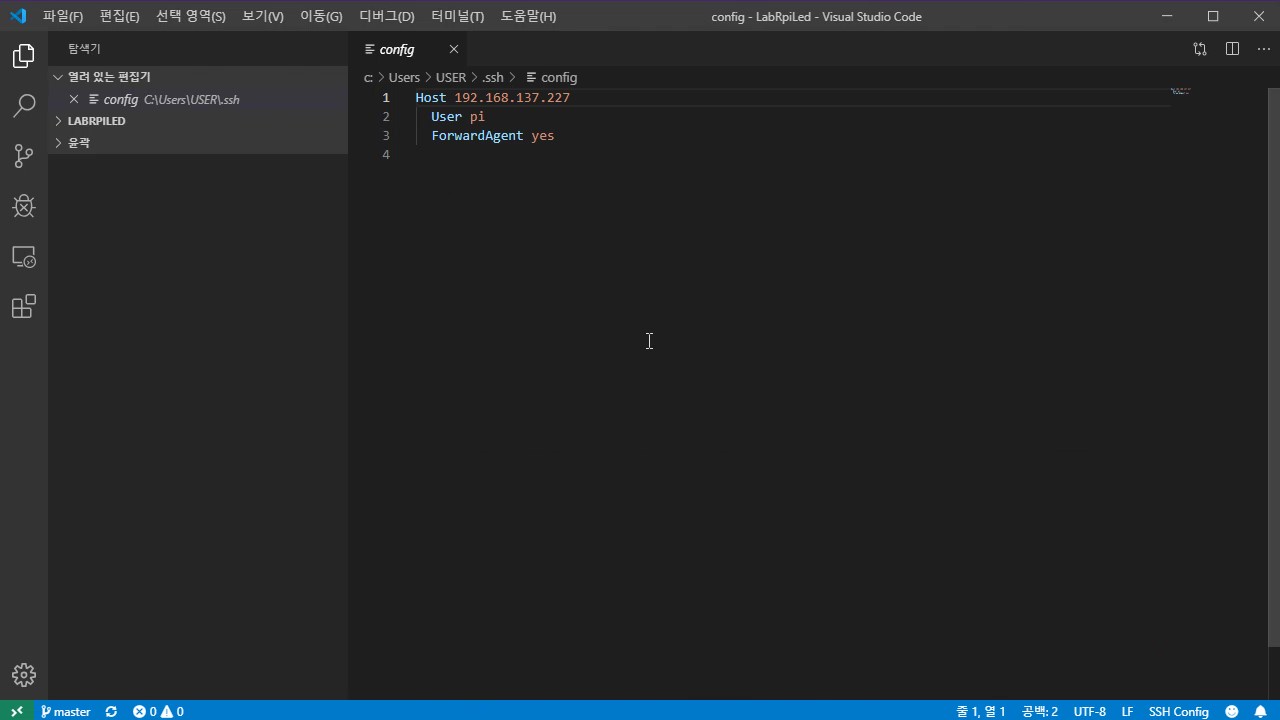 파일(F) 편집(E) 선택 영역(S) 보기(V) 이동(G) 디버그(D) 터미널(T) 도움말(H) config - LabRpiLed - Visual Studio Code
탐색기
열려 있는 편집기
config C:\Users\USER\.ssh
LABRPILED
윤곽
config
c: Users USER .ssh config
1 Host 192.168.137.227
2 User pi
3 ForwardAgent yes
4
master 0 0 줄 1, 열 1 공백: 2 UTF-8 LF SSH Config